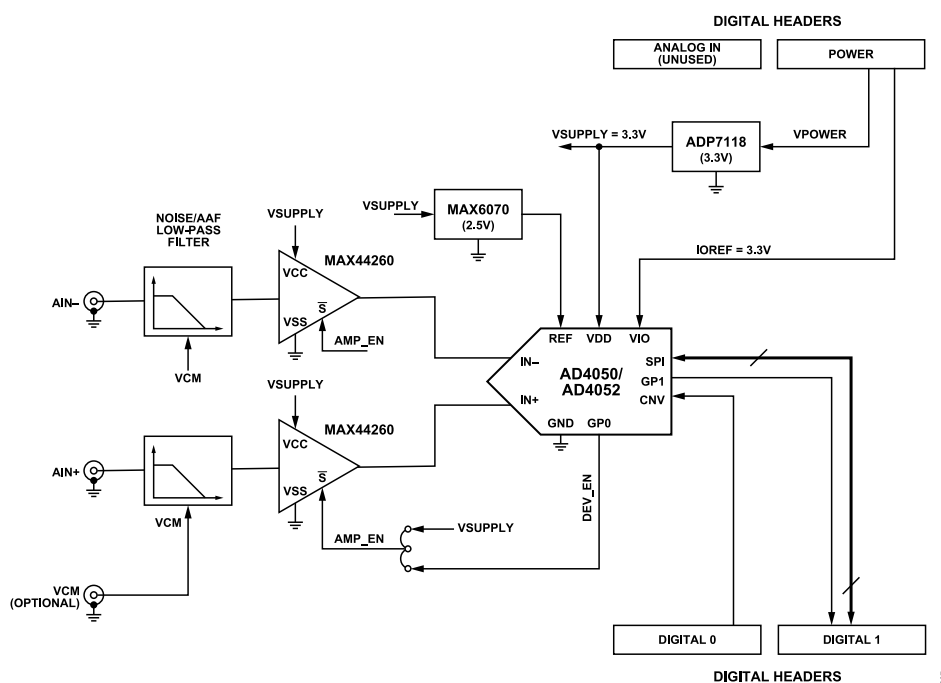 DIGITAL HEADERS
ANALOG IN
(UNUSED)
POWER
VSUPPLY = 3.3V
ADP7118
(3.3V)
VPOWER
VSUPPLY
MAX6070
(2.5V)
IOREF = 3.3V
NOISE/AAF
LOW-PASS
FILTER
VSUPPLY
MAX44260
VCC
S̅
VSS
AMP_EN
AIN–
VCM
REF
VDD
VIO
IN–
SPI
AD4050/
AD4052
GP1
IN+
CNV
GND
GP0
VSUPPLY
MAX44260
VCC
S̅
VSS
AIN+
VCM
DEV_EN
VSUPPLY
AMP_EN
VCM
(OPTIONAL)
DIGITAL 0
DIGITAL 1
DIGITAL HEADERS